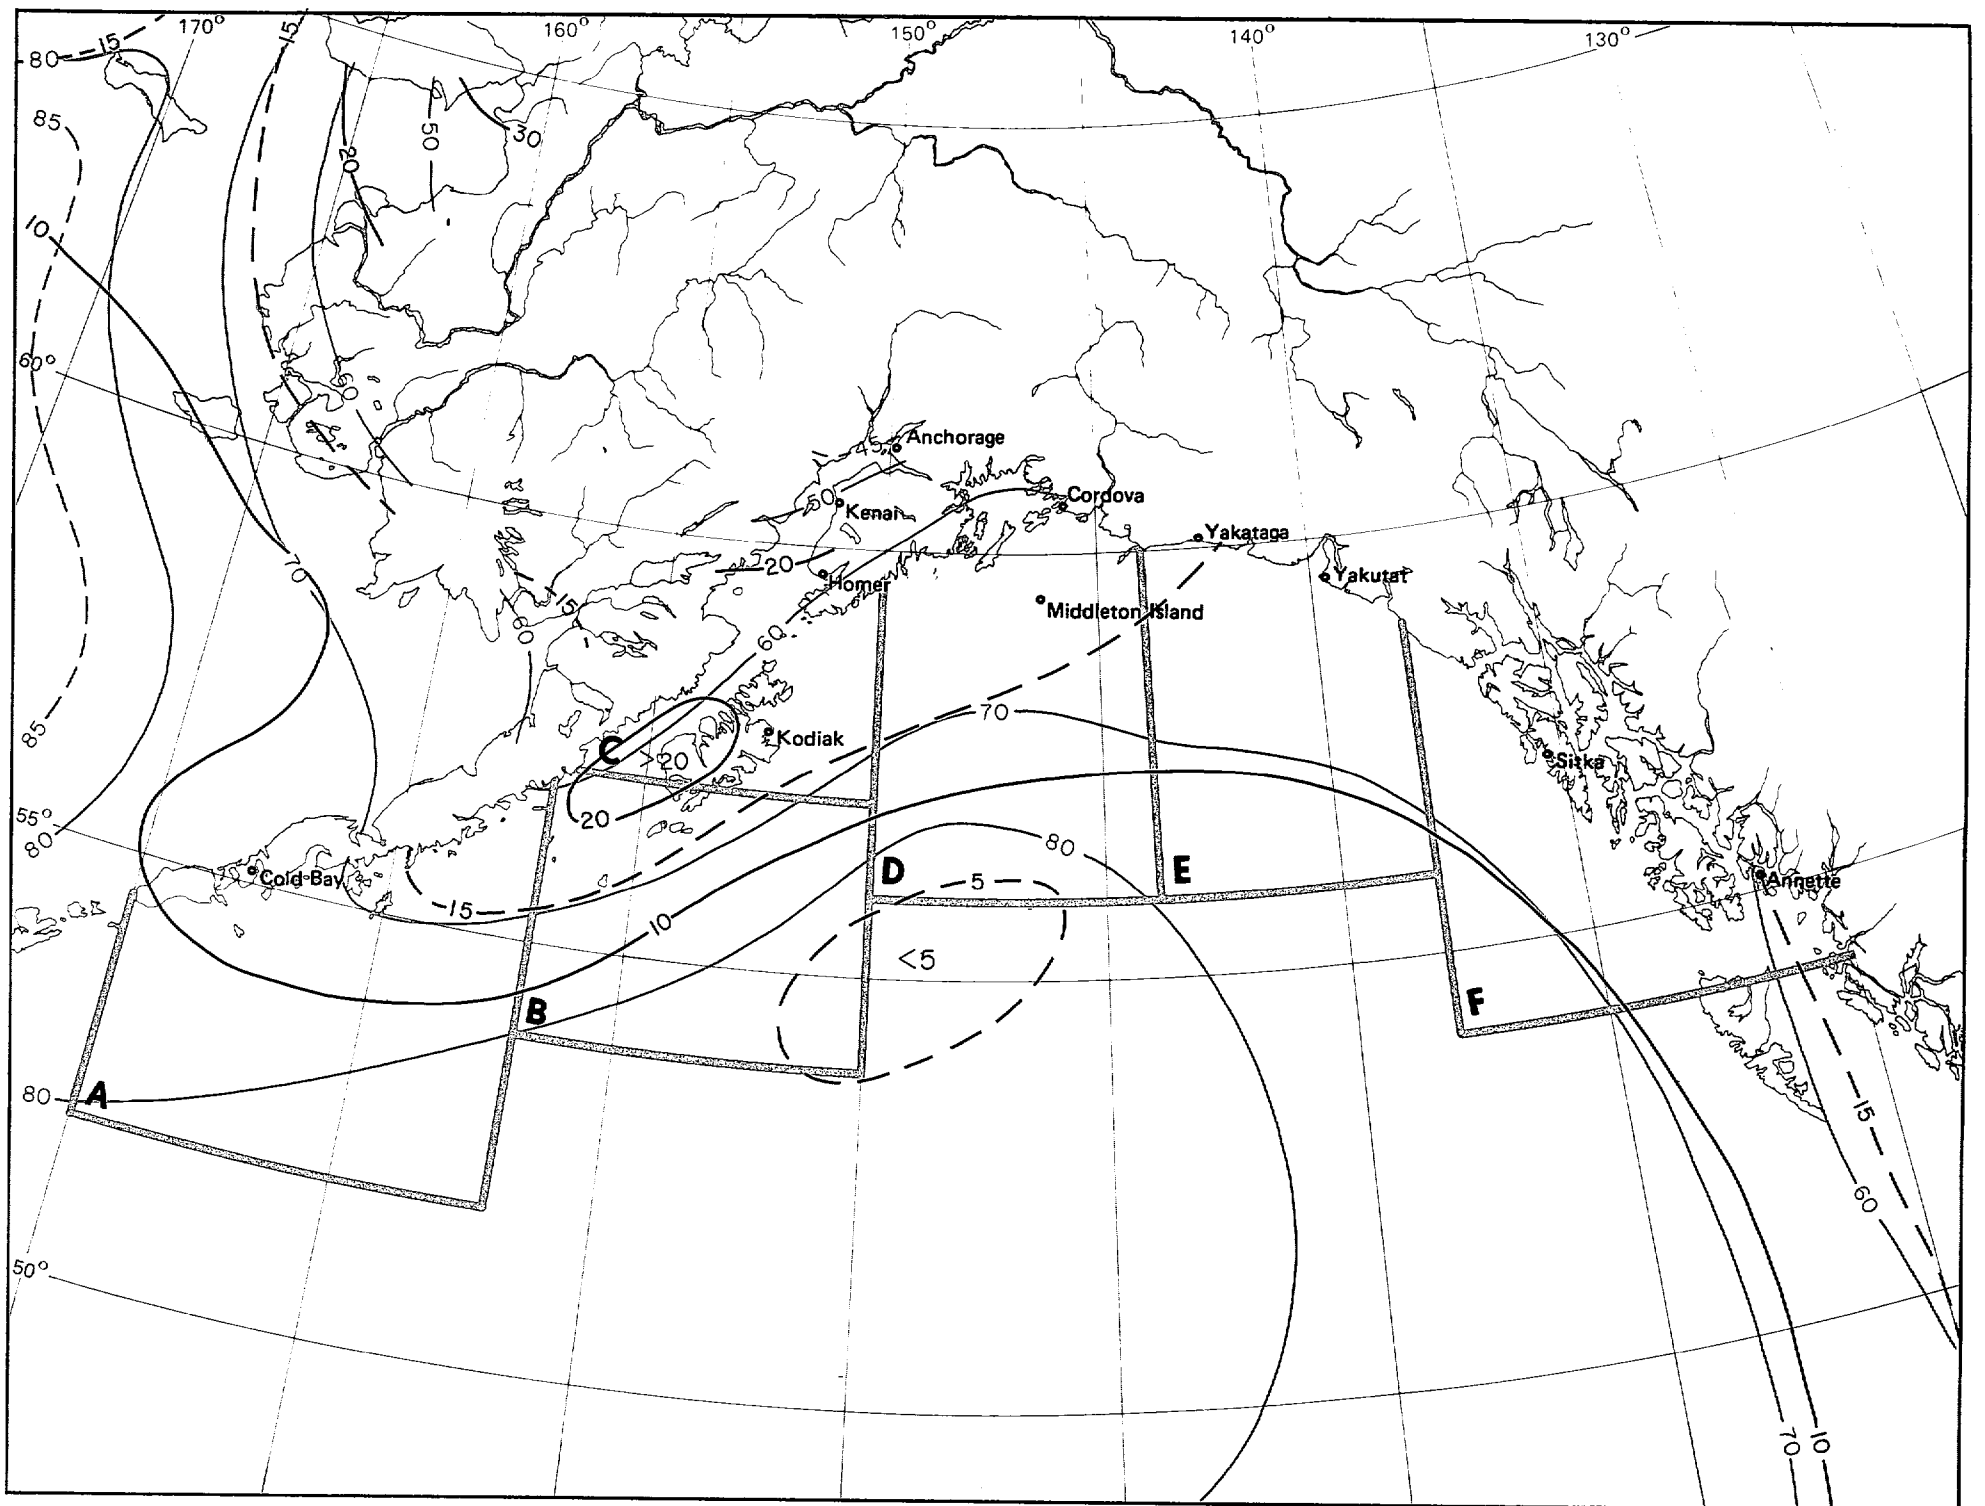 170°
160°
150°
140°
130°
15
15
80
85
50
30
20
10
60°
60
45
Anchorage
50
Kenai
Cordova
Yakataga
70
20
Homer
Yakutat
15
Middleton Island
60
60
85
70
C
>20
Kodiak
Sitka
55°
80
20
80
Cold Bay
D
E
Annette
5
15
10
<5
B
F
80
A
15
60
50°
70
10